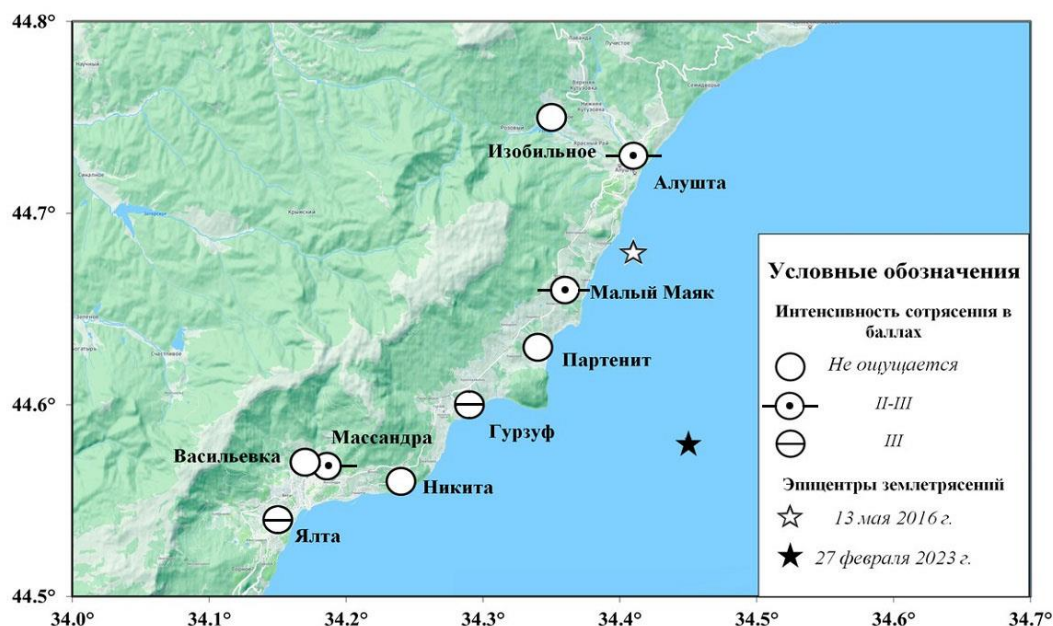 44.8°
44.7°
44.6°
44.5°
34.0°
34.1°
34.2°
34.3°
34.4°
34.5°
34.6°
34.7°
Изобильное
Алушта
Малый Маяк
Партенит
Гурзуф
Массандра
Васильевка
Никита
Ялта
Условные обозначения
Интенсивность сотрясения в
баллах
Не ощущается
II-III
III
Эпицентры землетрясений
13 мая 2016 г.
27 февраля 2023 г.